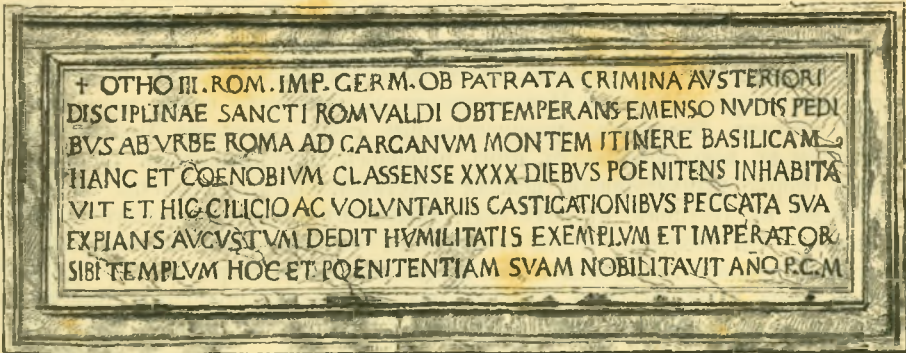 + OTHO III. ROM. IMP. GERM. OB PATRATA CRIMINA AVSTERIORI
DISCIPLINAE SANCTI ROMVALDI OBTEMPERANS EMENSO NVDIS PEDI
BVS AB VRBE ROMA AD GARGANVM MONTEM ITINERE BASILICAM
HANC ET COENOBIVM CLASSENSE XXXX DIEBVS POENITENS INHABITA
VIT ET HIC CILICIO AC VOLVNTARIIS CASTIGATIONIBVS PECCATA SVA
EXPIANS AVGVSTVM DEDIT HVMILITATIS EXEMPLVM ET IMPERATOR
SIBI TEMPLVM HOC ET POENITENTIAM SVAM NOBILITAVIT AÑO P.C.M